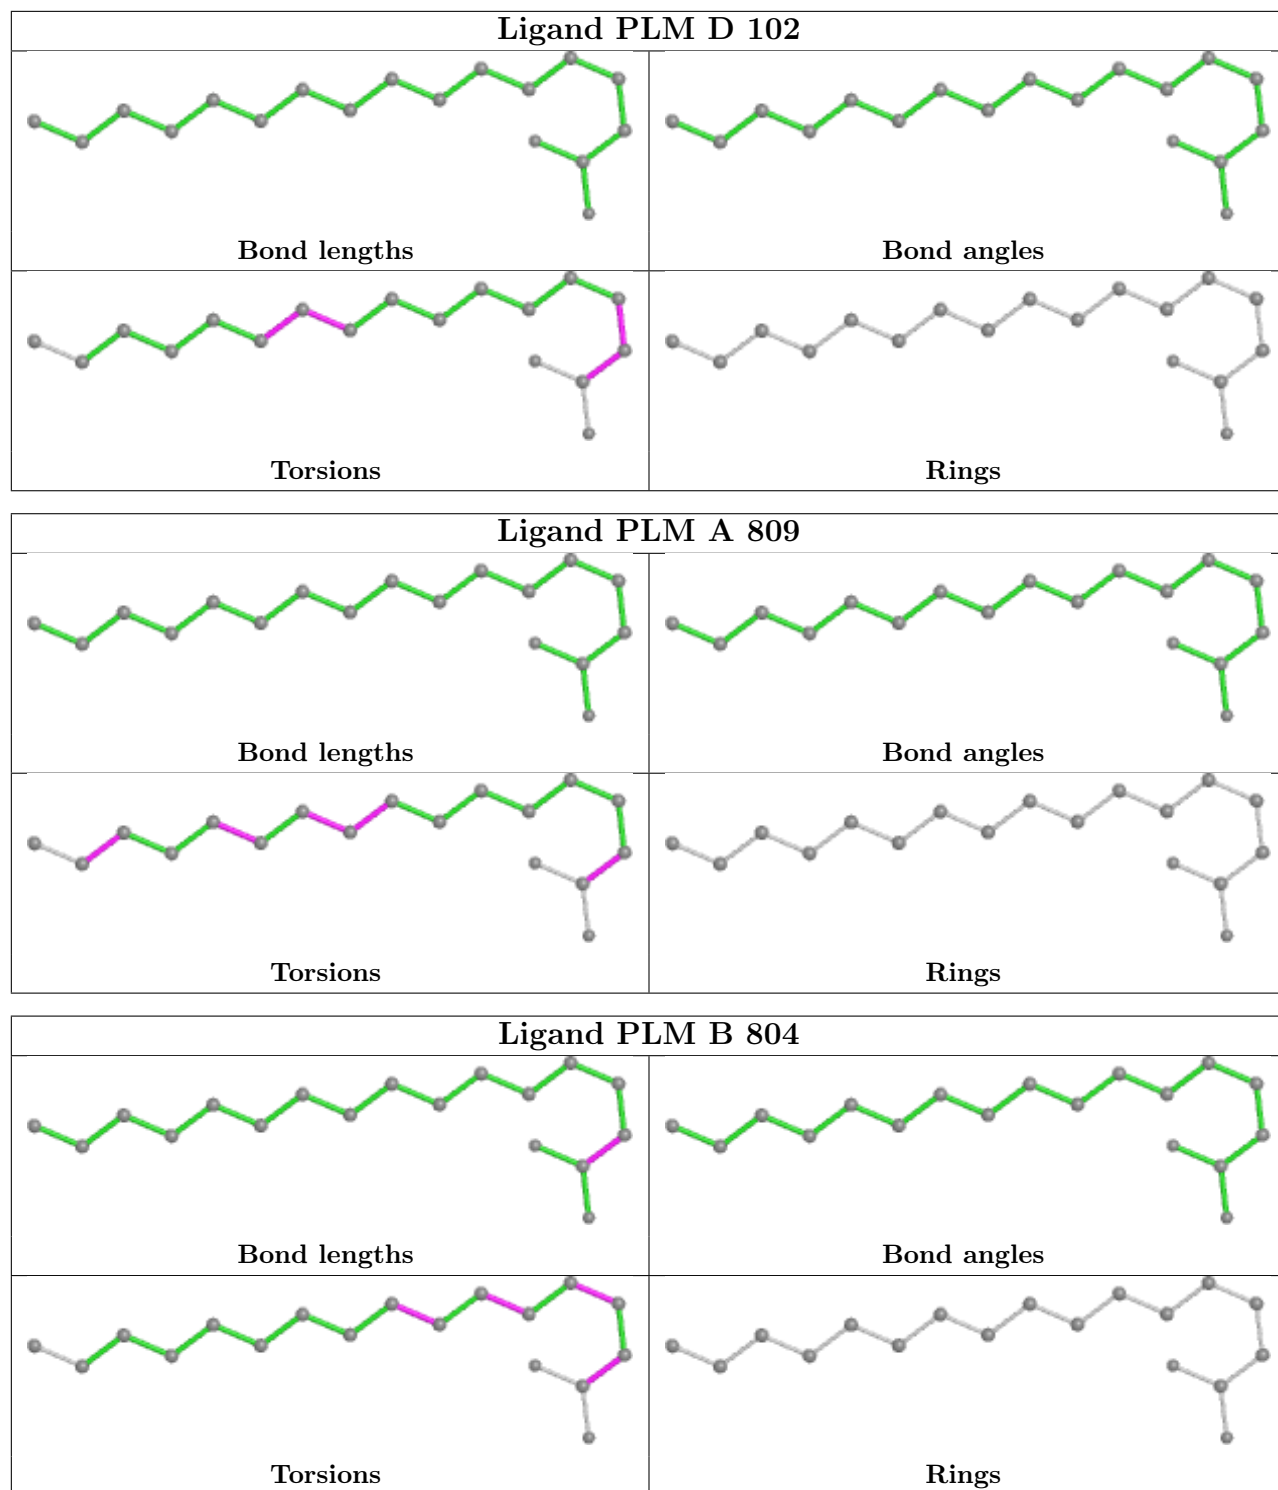 Ligand PLM D 102
Bond lengths
Bond angles
Torsions
Rings
Ligand PLM A 809
Bond lengths
Bond angles
Torsions
Rings
Ligand PLM B 804
Bond lengths
Bond angles
Torsions
Rings